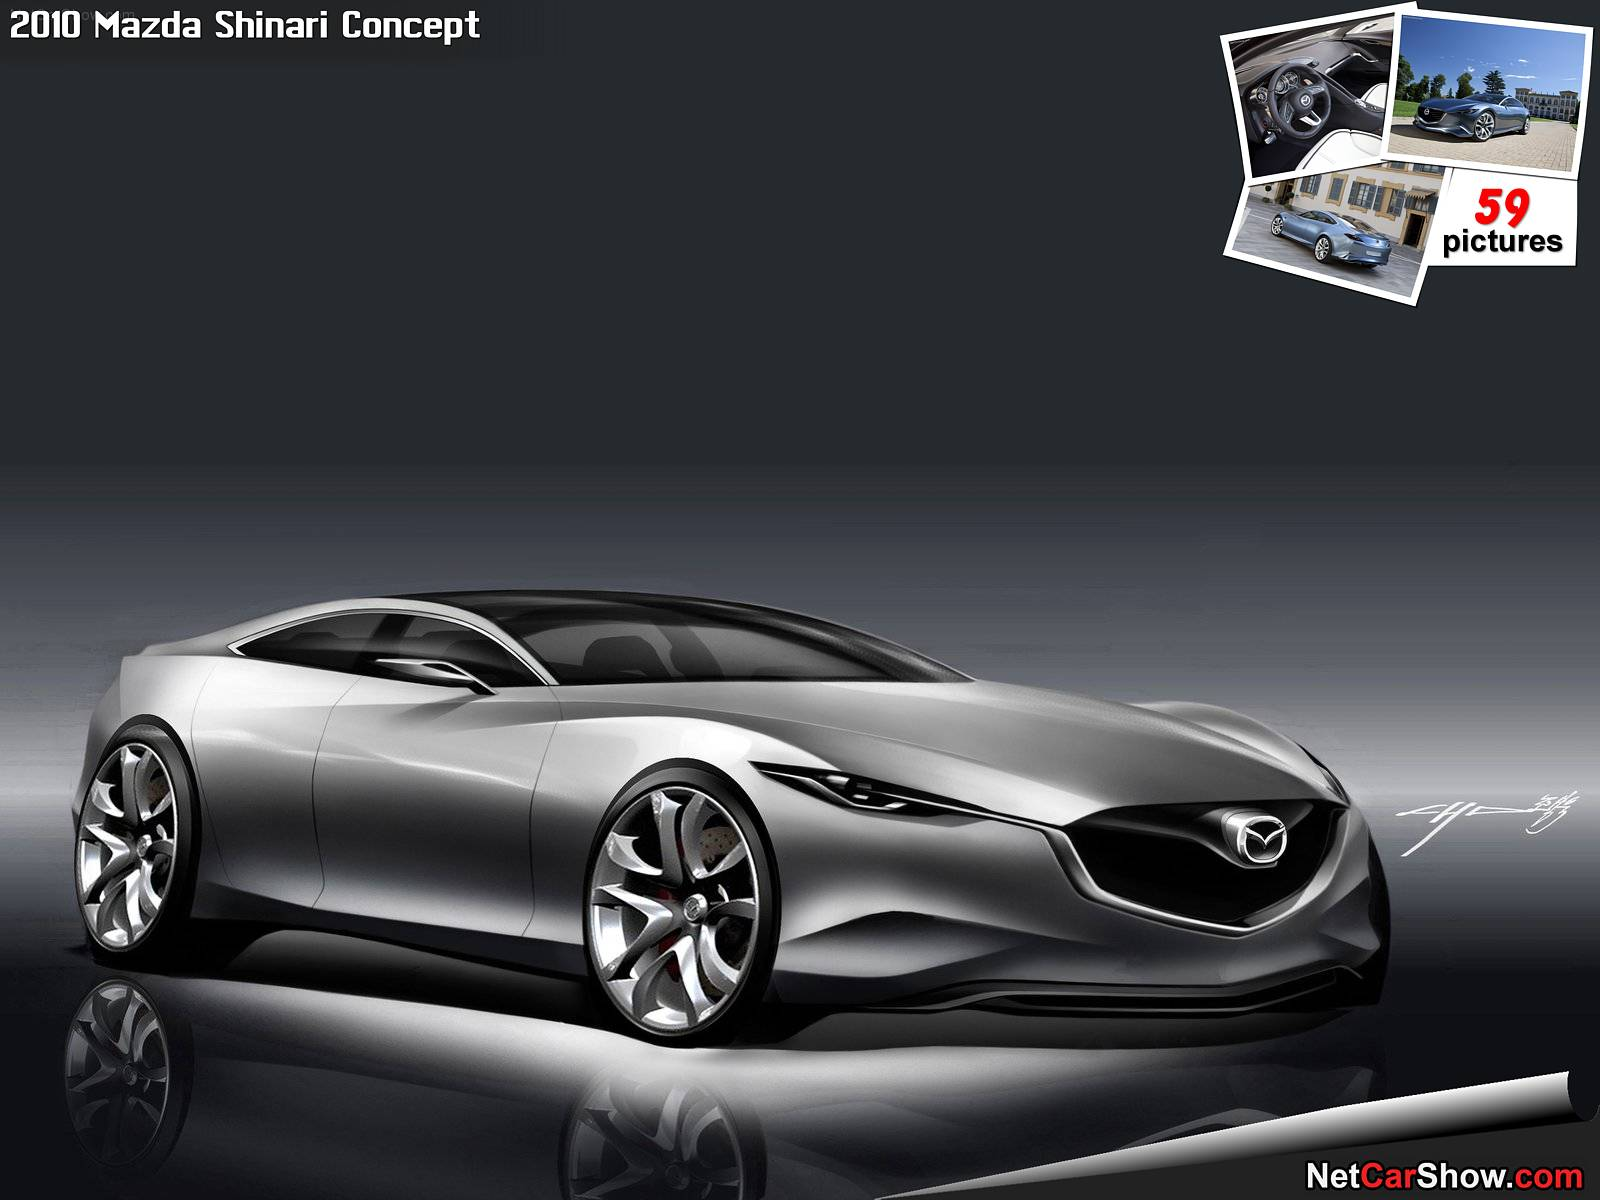 2010 Mazda Shinari Concept
59
pictures
NetCarShow.com